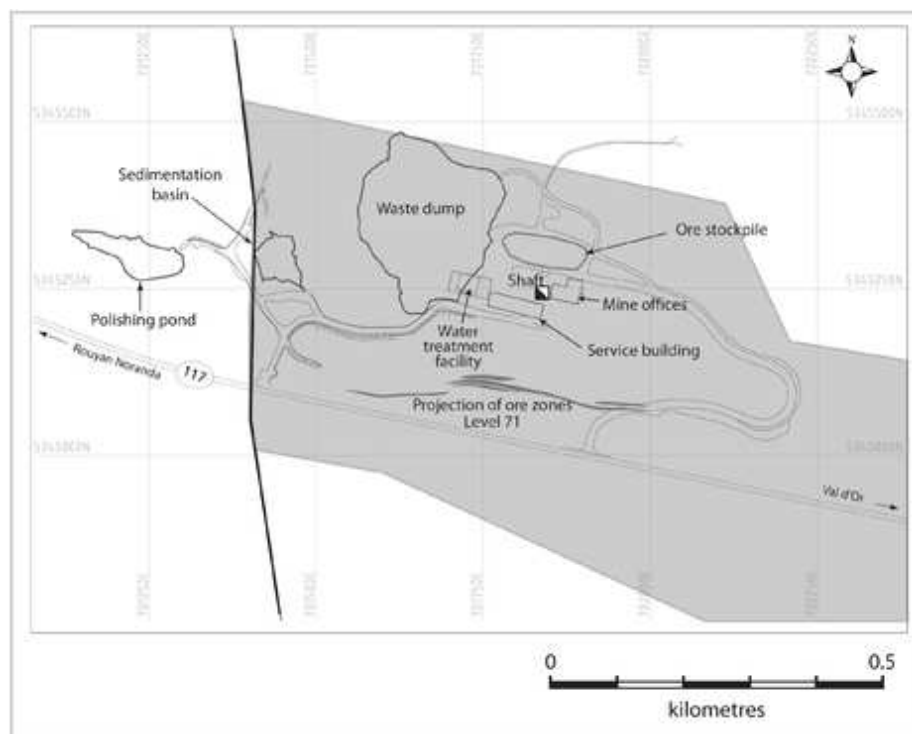 N
Sedimentation
basin
Waste dump
Ore stockpile
Shaft
Mine offices
Polishing pond
Water
treatment
facility
Service building
Rouyan Noranda
117
Projection of ore zones
Level 71
Val d'Or
0
0.5
kilometres